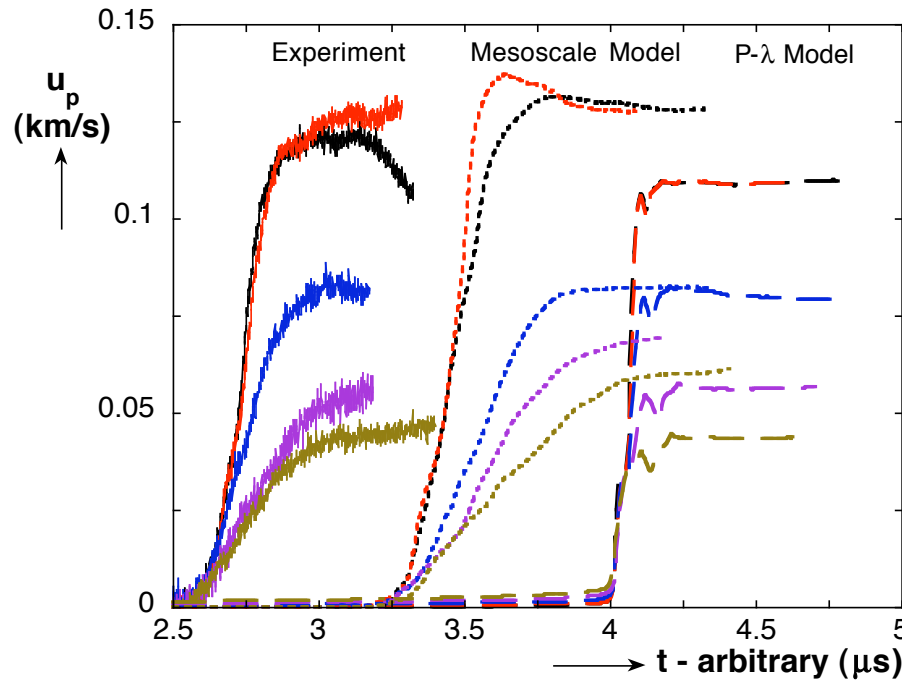 0.15
Experiment Mesoscale Model P-λ Model
u_p
(km/s)
0.1
0.05
0
2.5 3 3.5 4 4.5 5
t - arbitrary (μs)